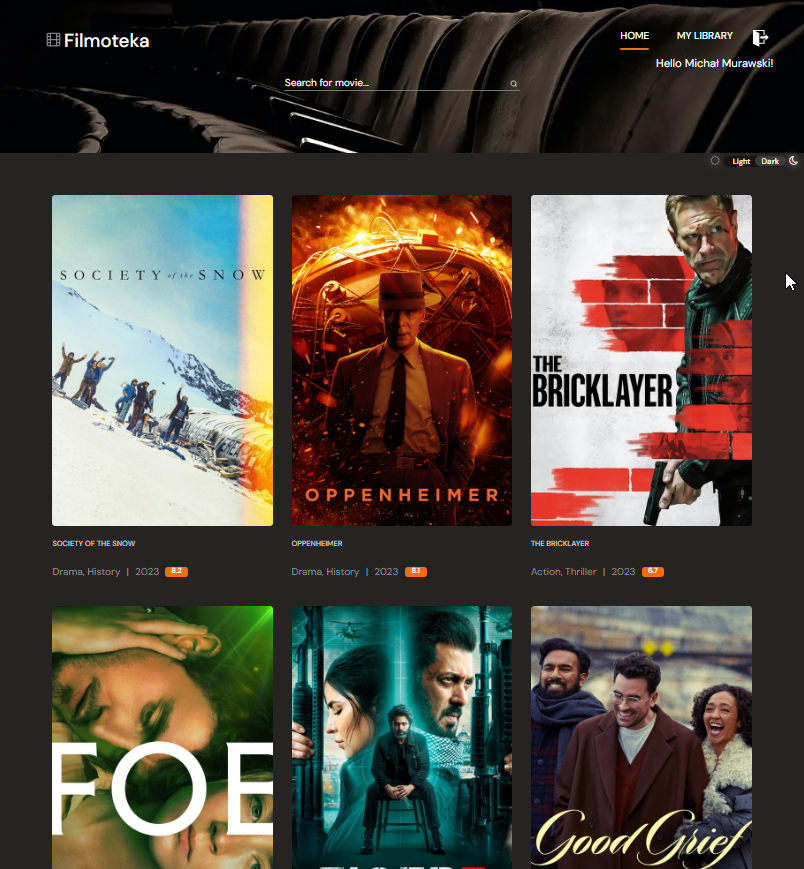 Filmoteka
HOME
MY LIBRARY
Hello Michał Murawski!
Search for movie...
Light
Dark
SOCIETY of the SNOW
OPPENHEIMER
THE
BRICKLAYER
SOCIETY OF THE SNOW
OPPENHEIMER
THE BRICKLAYER
Drama, History | 2023 8.2
Drama, History | 2023 8.1
Action, Thriller | 2023 6.7
FOE
Good Grief